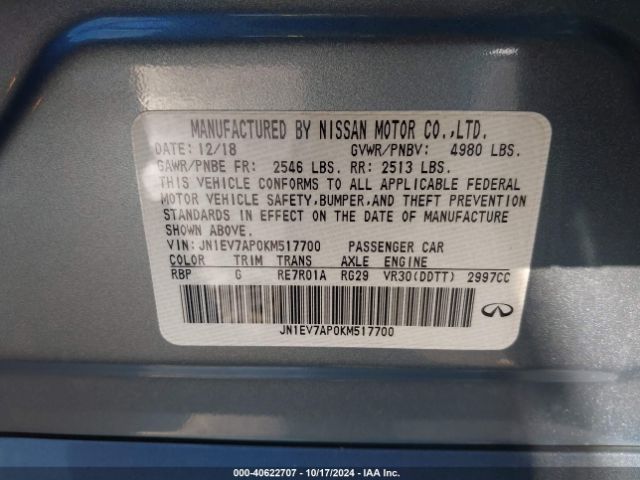 MANUFACTURED BY NISSAN MOTOR CO.,LTD.
DATE: 12/18 GVWR/PNBV: 4980 LBS.
GAWR/PNBE FR: 2546 LBS. RR: 2513 LBS.
THIS VEHICLE CONFORMS TO ALL APPLICABLE FEDERAL
MOTOR VEHICLE SAFETY,BUMPER,AND THEFT PREVENTION
STANDARDS IN EFFECT ON THE DATE OF MANUFACTURE
SHOWN ABOVE.
VIN: JN1EV7AP0KM517700 PASSENGER CAR
COLOR TRIM TRANS AXLE ENGINE
RBP G RE7R01A RG29 VR30(DDTT) 2997CC
JN1EV7AP0KM517700
000-40622707 - 10/17/2024 - IAAI.COM